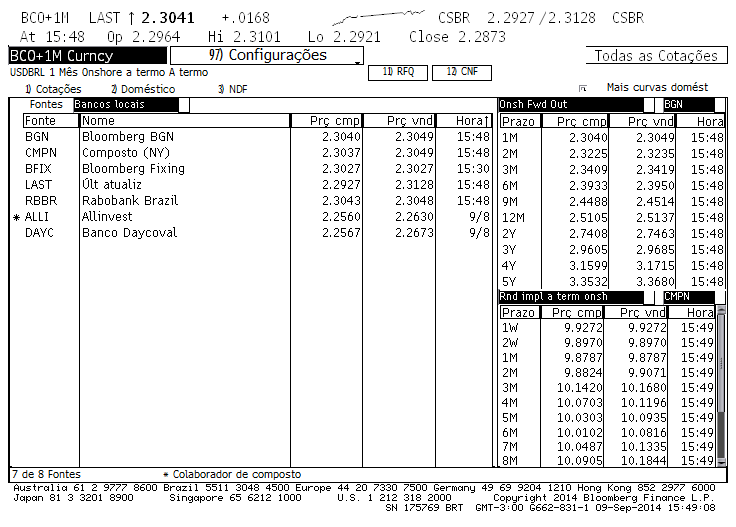 BCO+1M LAST ↑ 2.3041 +.0168 CSBR 2.2927 / 2.3128 CSBR
At 15:48 Op 2.2964 Hi 2.3101 Lo 2.2921 Close 2.2873
BCO+1M Curncy 97) Configurações Todas as Cotações
USDBRL 1 Mês Onshore a termo A termo 11) RFQ 12) CNF
1) Cotações 2) Doméstico 3) NDF Mais curvas domést
Fontes Bancos locais
Fonte Nome Prç cmp Prç vnd Hora↑
BGN Bloomberg BGN 2.3040 2.3049 15:48
CMPN Composto (NY) 2.3037 2.3049 15:48
BFIX Bloomberg Fixing 2.3027 2.3027 15:30
LAST Últ atualiz 2.2927 2.3128 15:48
RBBR Rabobank Brazil 2.3043 2.3048 15:48
* ALLI Allinvest 2.2560 2.2630 9/8
DAYC Banco Daycoval 2.2567 2.2673 9/8
Onsh Fwd Out BGN
Prazo Prç cmp Prç vnd Hora
1M 2.3040 2.3049 15:48
2M 2.3225 2.3235 15:48
3M 2.3409 2.3419 15:48
6M 2.3933 2.3950 15:48
9M 2.4488 2.4514 15:48
12M 2.5105 2.5137 15:48
2Y 2.7408 2.7463 15:48
3Y 2.9605 2.9685 15:48
4Y 3.1599 3.1715 15:48
5Y 3.3532 3.3680 15:48
Rnd impl a term onsh CMPN
Prazo Prç cmp Prç vnd Hora
1W 9.9272 9.9272 15:49
2W 9.8970 9.8970 15:49
1M 9.8787 9.8787 15:49
2M 9.8824 9.9071 15:49
3M 10.1420 10.1680 15:49
4M 10.0703 10.1196 15:49
5M 10.0303 10.0935 15:49
6M 10.0102 10.0816 15:49
7M 10.0487 10.1335 15:49
8M 10.0905 10.1844 15:49
7 de 8 Fontes * Colaborador de composto
Australia 61 2 9777 8600 Brazil 5511 3048 4500 Europe 44 20 7330 7500 Germany 49 69 9204 1210 Hong Kong 852 2977 6000
Japan 81 3 3201 8900 Singapore 65 6212 1000 U.S. 1 212 318 2000 Copyright 2014 Bloomberg Finance L.P.
SN 175769 BRT GMT-3:00 G662-831-1 09-Sep-2014 15:49:08